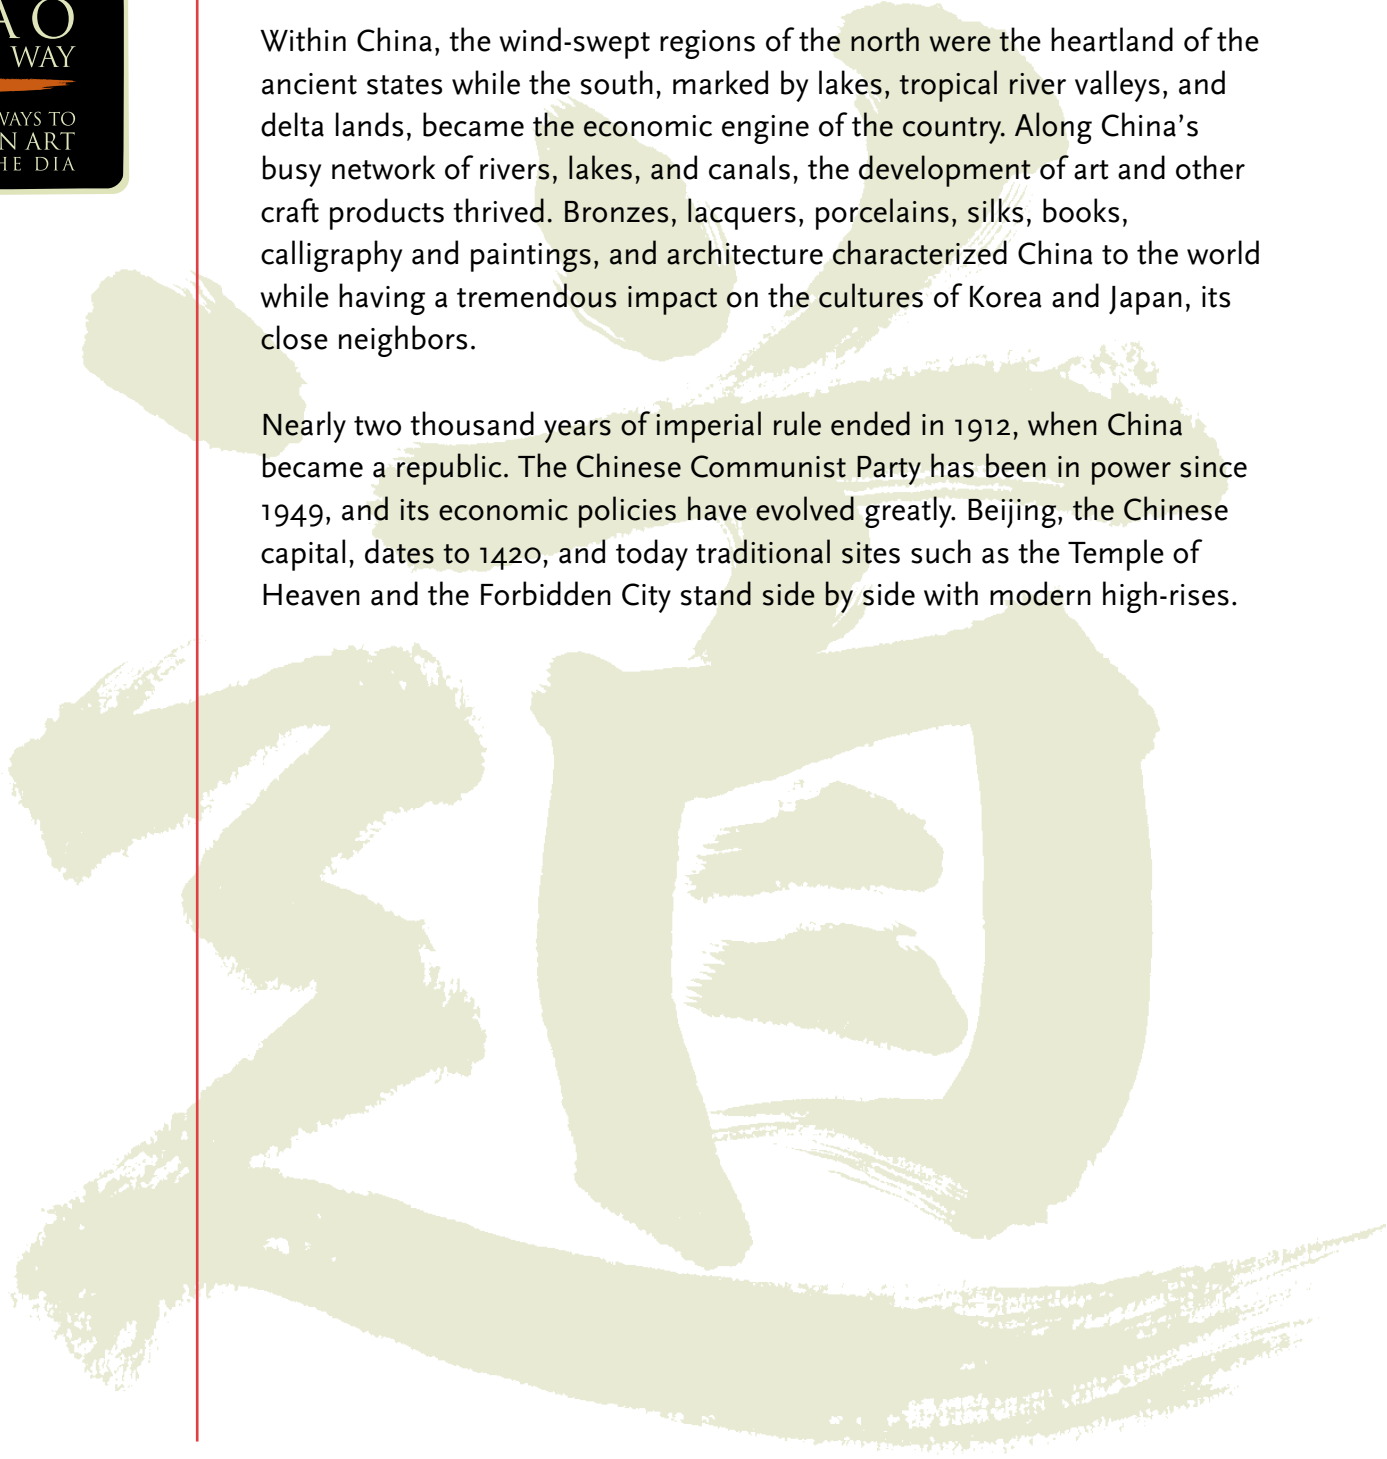 AO
WAY
WAYS TO
N ART
HE DIA
Within China, the wind-swept regions of the north were the heartland of the
ancient states while the south, marked by lakes, tropical river valleys, and
delta lands, became the economic engine of the country. Along China’s
busy network of rivers, lakes, and canals, the development of art and other
craft products thrived. Bronzes, lacquers, porcelains, silks, books,
calligraphy and paintings, and architecture characterized China to the world
while having a tremendous impact on the cultures of Korea and Japan, its
close neighbors.
Nearly two thousand years of imperial rule ended in 1912, when China
became a republic. The Chinese Communist Party has been in power since
1949, and its economic policies have evolved greatly. Beijing, the Chinese
capital, dates to 1420, and today traditional sites such as the Temple of
Heaven and the Forbidden City stand side by side with modern high-rises.
道